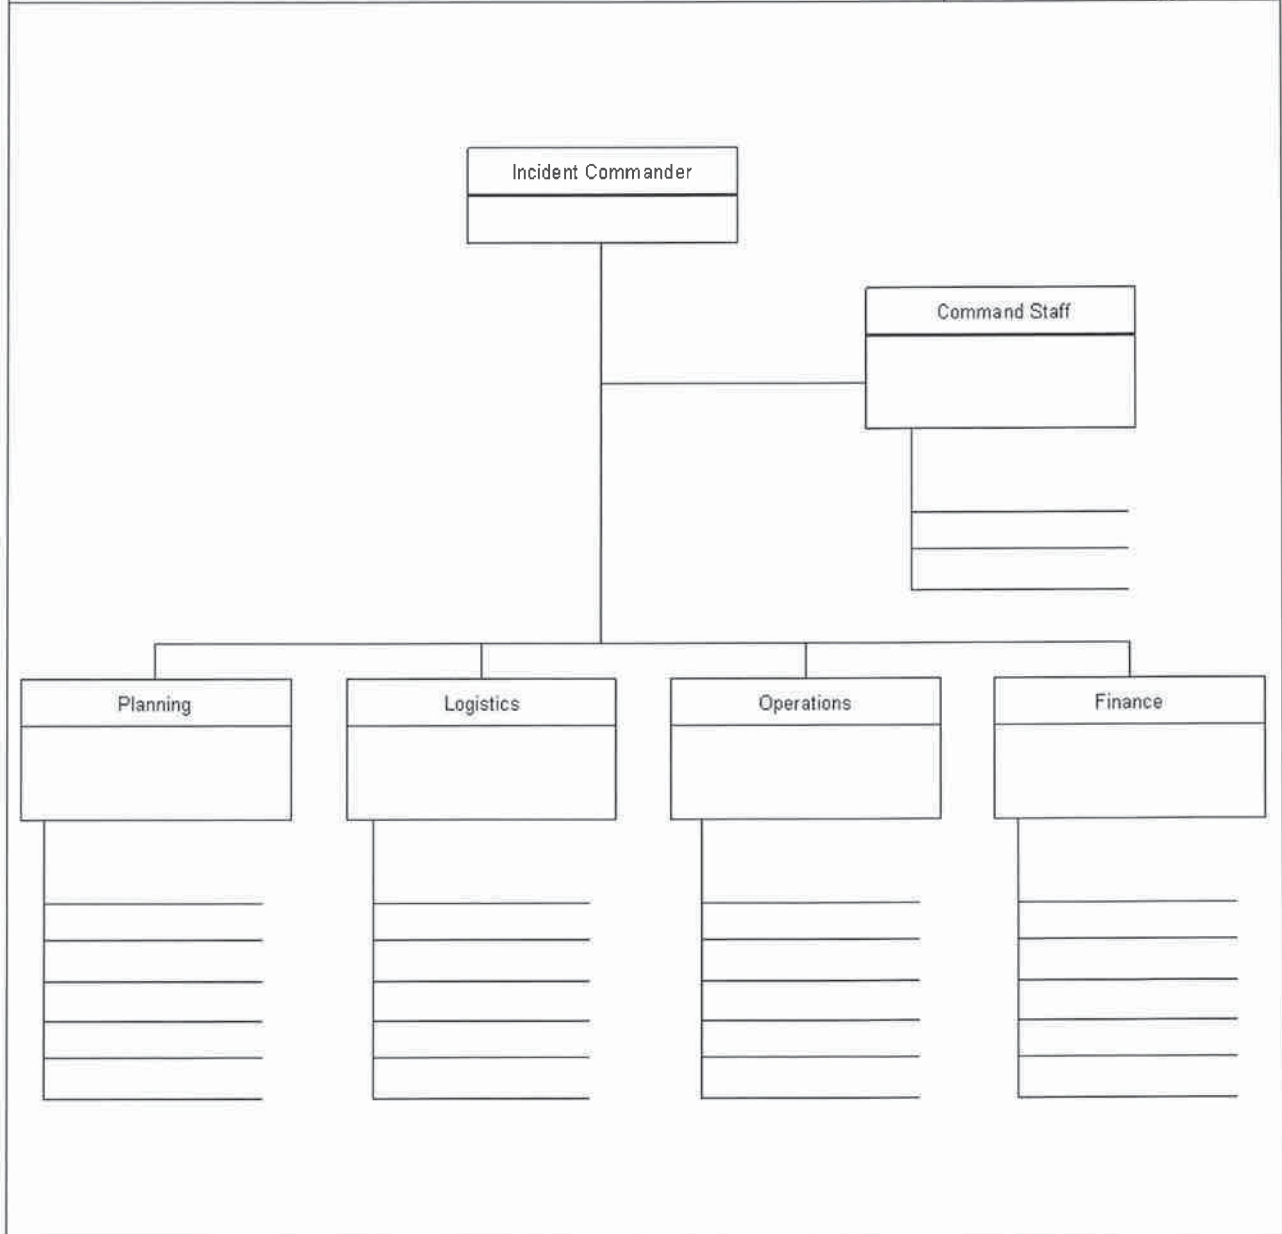 Incident Commander
Command Staff
Planning
Logistics
Operations
Finance